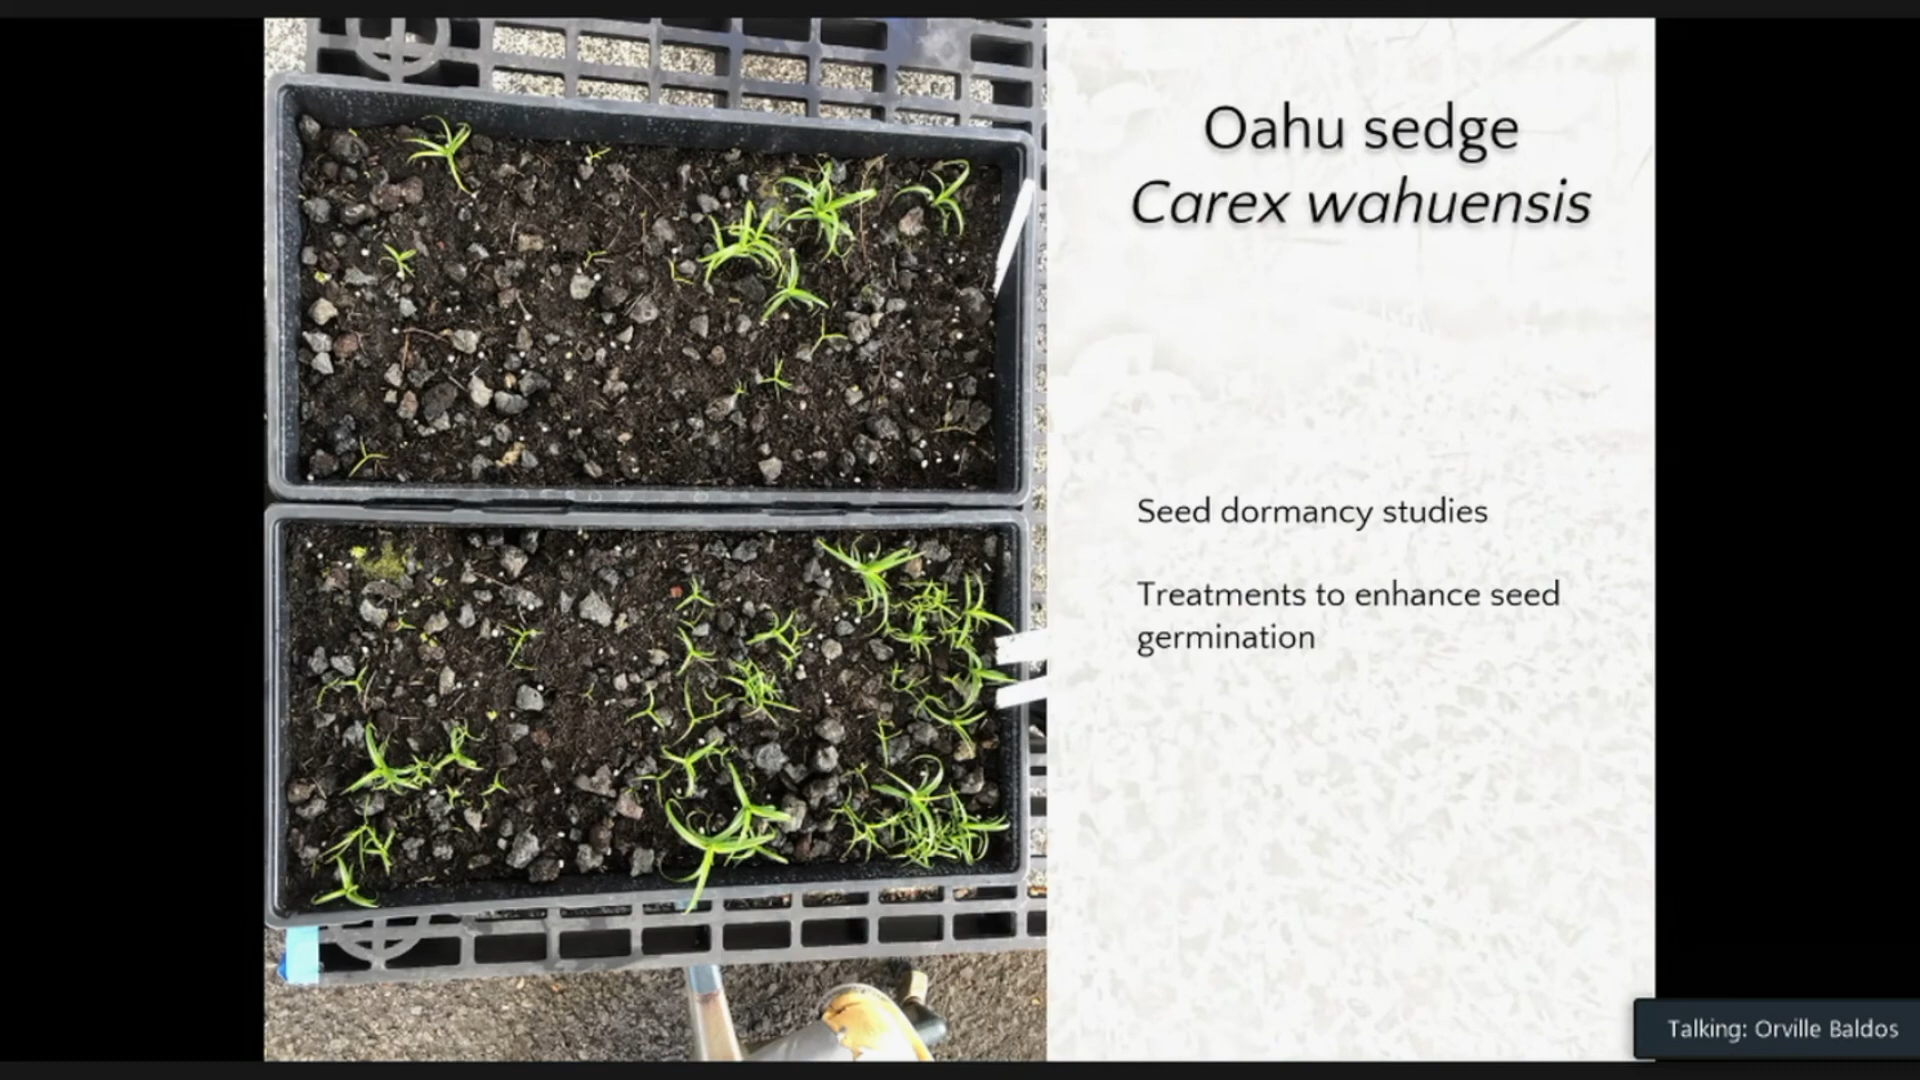 Oahu sedge
Carex wahuensis
Seed dormancy studies
Treatments to enhance seed
germination
Talking: Orville Baldos